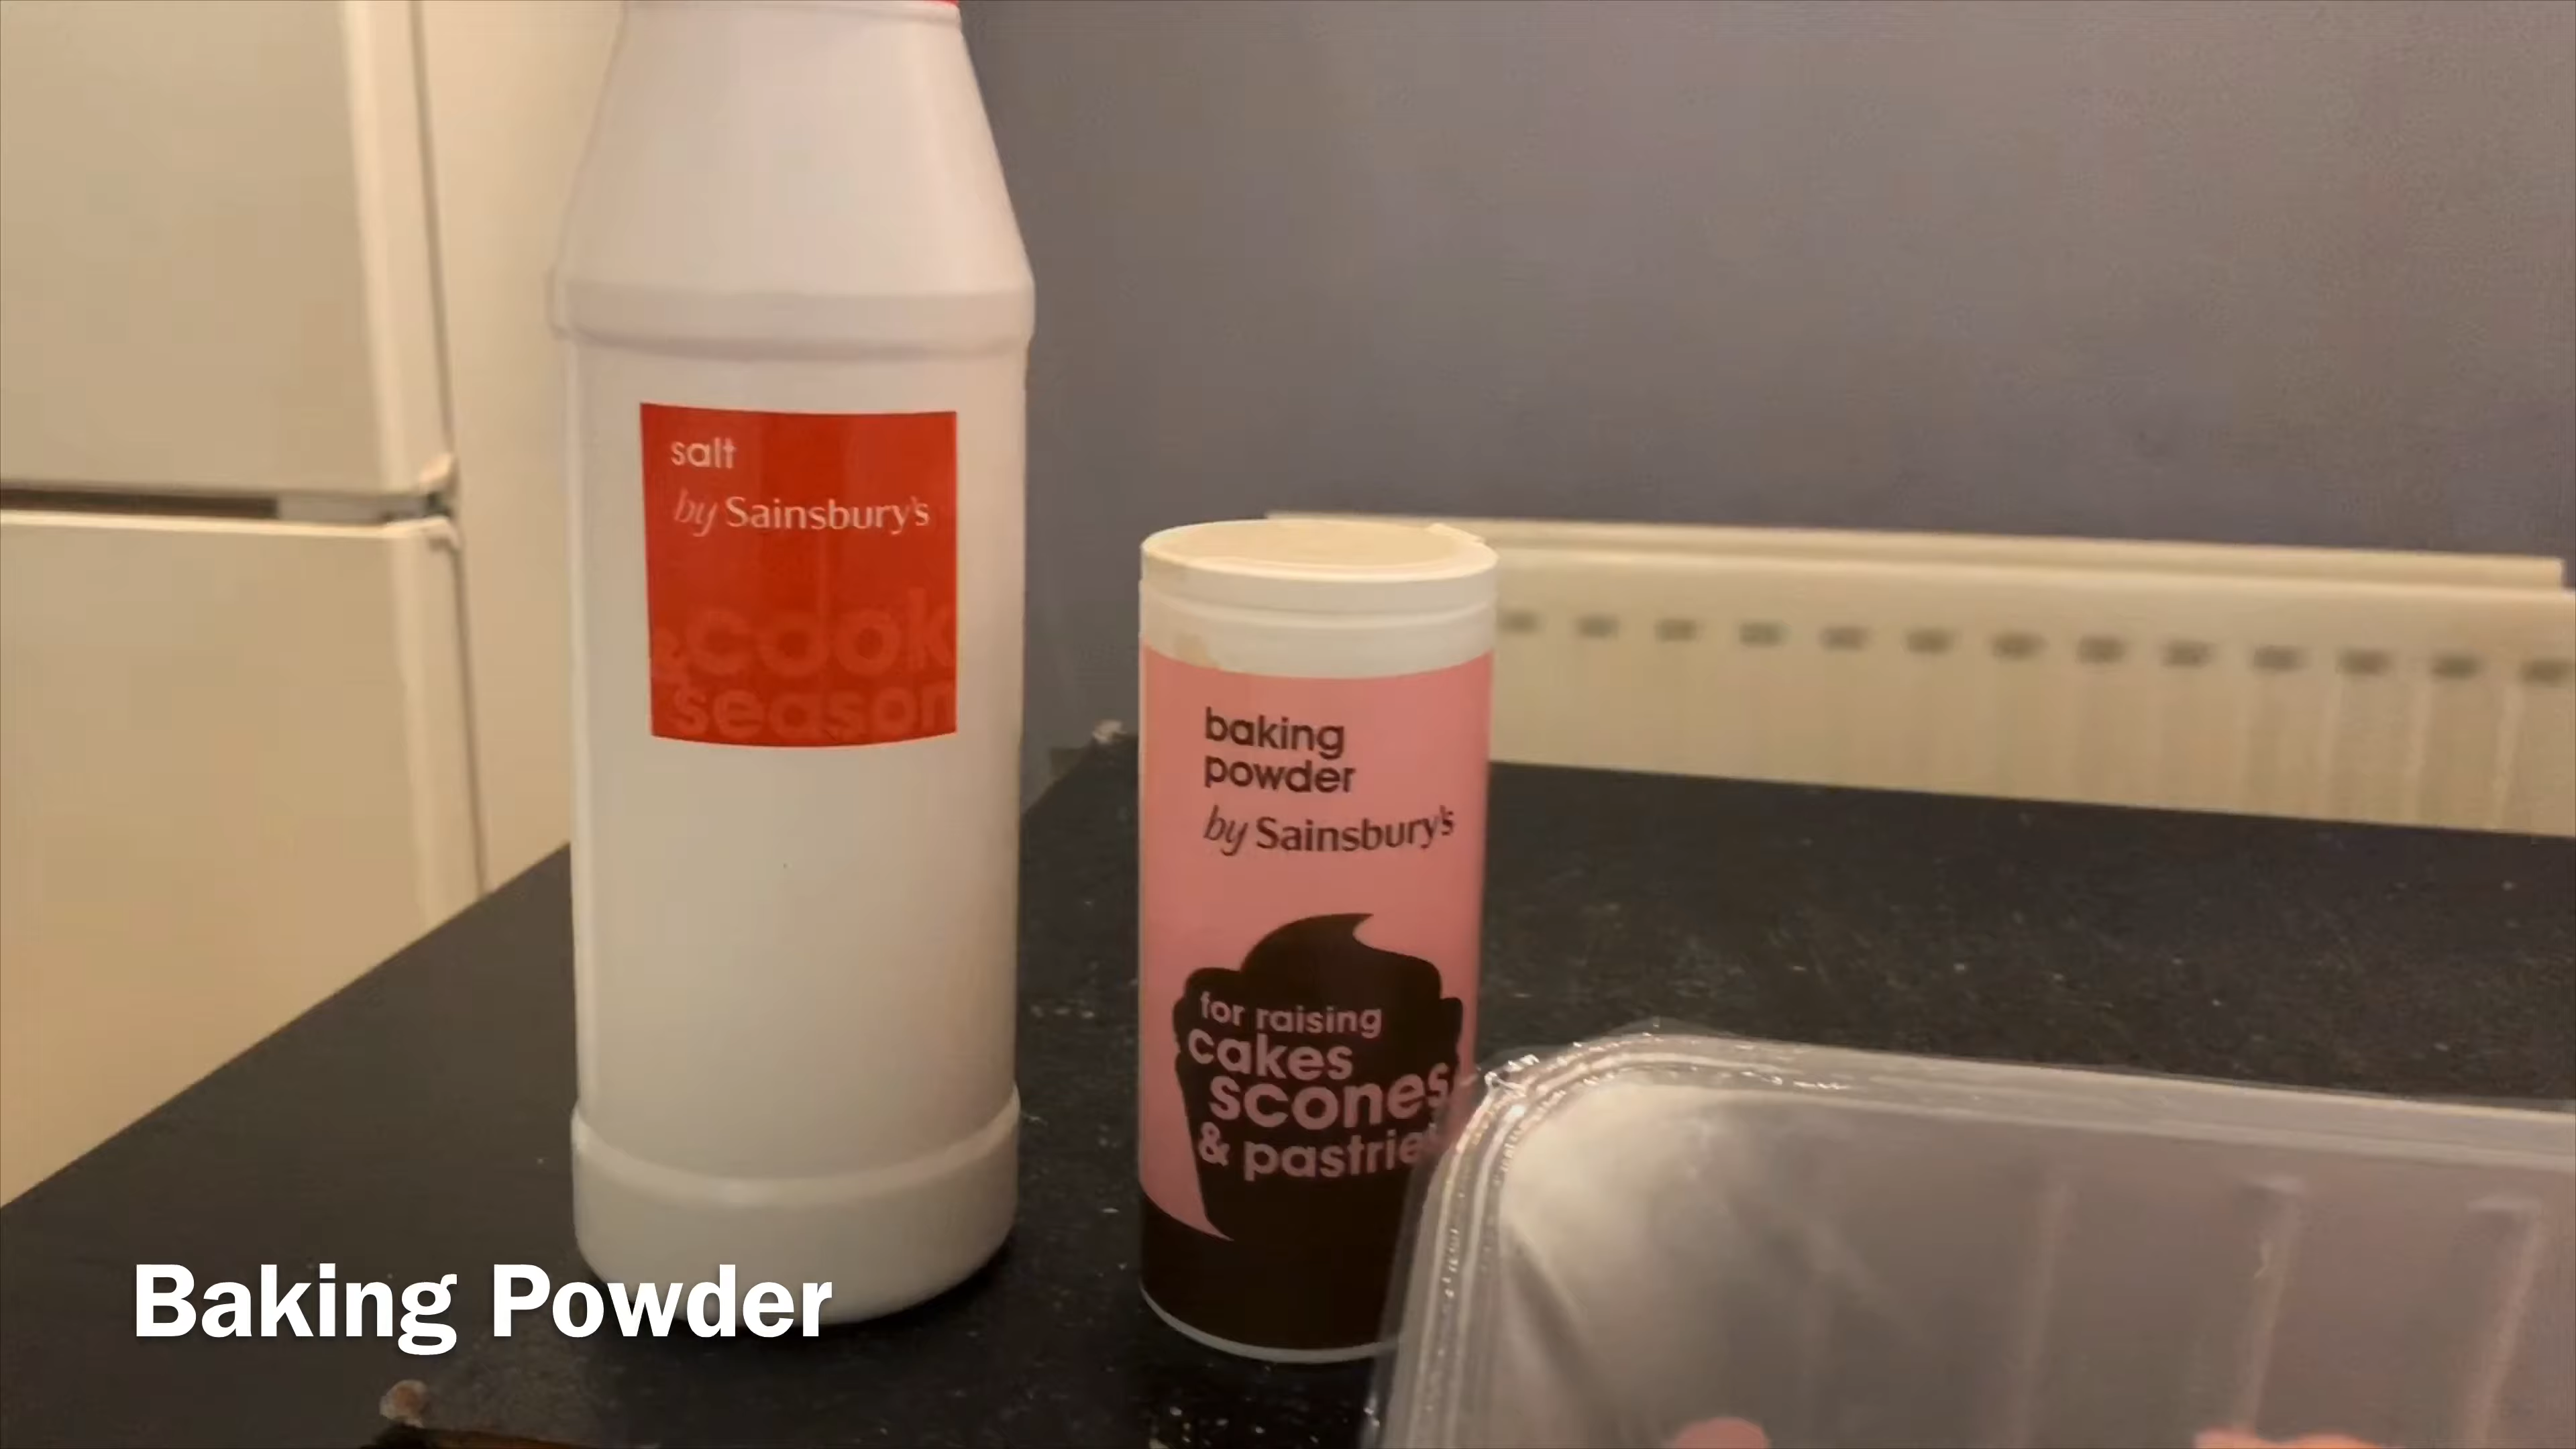 salt
by Sainsbury's
&cook
season
baking
powder
by Sainsbury's
for raising
cakes
scones
& pastries
Baking Powder